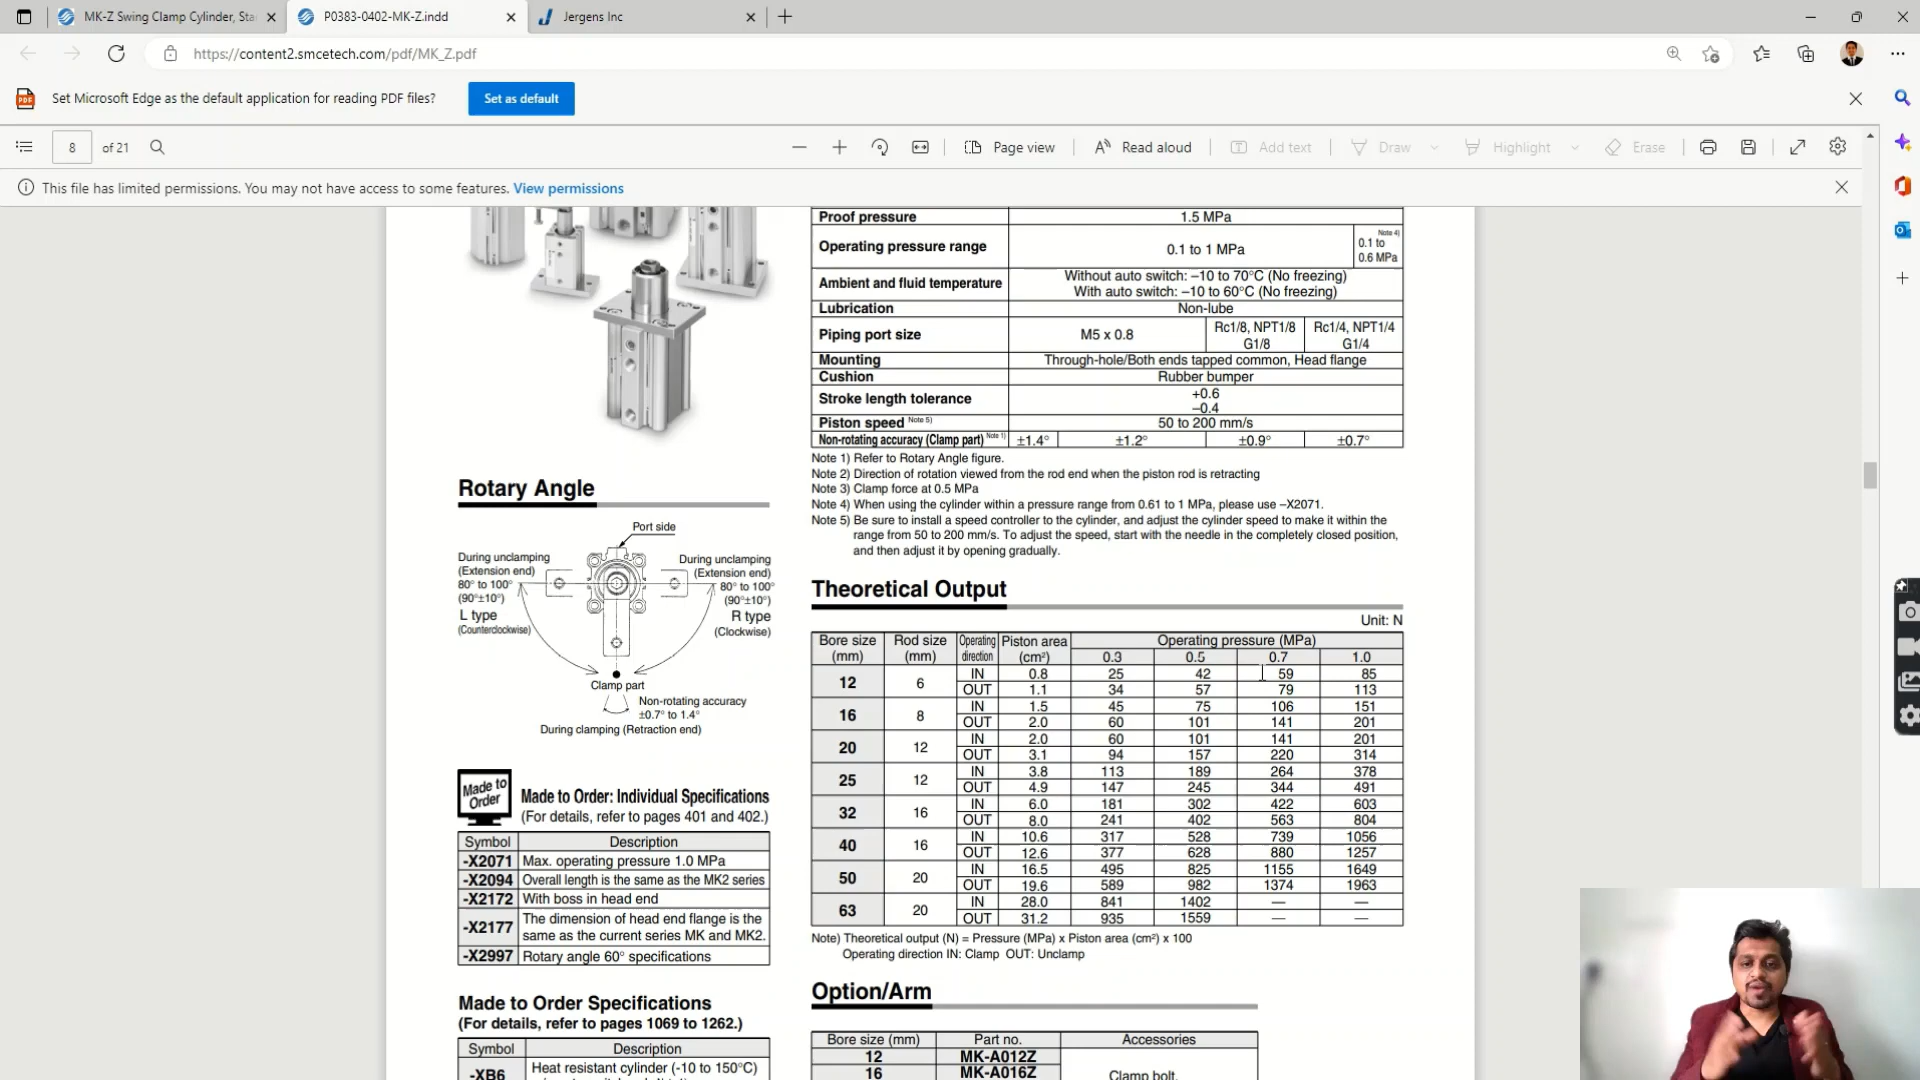 MK-Z Swing Clamp Cylinder, Sta
P0383-0402-MK-Z.indd
Jergens Inc
https://content2.smcetech.com/pdf/MK_Z.pdf
Set Microsoft Edge as the default application for reading PDF files? Set as default
8 of 21 Page view Read aloud Add text Draw Highlight Erase
This file has limited permissions. You may not have access to some features. View permissions
Proof pressure 1.5 MPa
Operating pressure range 0.1 to 1 MPa Note 4) 0.1 to 0.6 MPa
Ambient and fluid temperature Without auto switch: –10 to 70°C (No freezing)
With auto switch: –10 to 60°C (No freezing)
Lubrication Non-lube
Piping port size M5 x 0.8 Rc1/8, NPT1/8 G1/8 Rc1/4, NPT1/4 G1/4
Mounting Through-hole/Both ends tapped common, Head flange
Cushion Rubber bumper
Stroke length tolerance +0.6 –0.4
Piston speed Note 5) 50 to 200 mm/s
Non-rotating accuracy (Clamp part) Note 1) ±1.4° ±1.2° ±0.9° ±0.7°
Note 1) Refer to Rotary Angle figure.
Note 2) Direction of rotation viewed from the rod end when the piston rod is retracting
Note 3) Clamp force at 0.5 MPa
Note 4) When using the cylinder within a pressure range from 0.61 to 1 MPa, please use –X2071.
Note 5) Be sure to install a speed controller to the cylinder, and adjust the cylinder speed to make it within the
range from 50 to 200 mm/s. To adjust the speed, start with the needle in the completely closed position,
and then adjust it by opening gradually.
Rotary Angle
Port side
During unclamping
(Extension end)
80° to 100°
(90°±10°)
L type
(Counterclockwise)
During unclamping
(Extension end)
80° to 100°
(90°±10°)
R type
(Clockwise)
Clamp part
Non-rotating accuracy
±0.7° to 1.4°
During clamping (Retraction end)
Made to Order
Made to Order: Individual Specifications
(For details, refer to pages 401 and 402.)
Symbol Description
-X2071 Max. operating pressure 1.0 MPa
-X2094 Overall length is the same as the MK2 series
-X2172 With boss in head end
-X2177 The dimension of head end flange is the
same as the current series MK and MK2.
-X2997 Rotary angle 60° specifications
Made to Order Specifications
(For details, refer to pages 1069 to 1262.)
Symbol Description
-XB6 Heat resistant cylinder (-10 to 150°C)
Theoretical Output
Unit: N
Bore size (mm) Rod size (mm) Operating direction Piston area (cm²) Operating pressure (MPa)
0.3 0.5 0.7 1.0
12 6 IN 0.8 25 42 59 85
OUT 1.1 34 57 79 113
16 8 IN 1.5 45 75 106 151
OUT 2.0 60 101 141 201
20 12 IN 2.0 60 101 141 201
OUT 3.1 94 157 220 314
25 12 IN 3.8 113 189 264 378
OUT 4.9 147 245 344 491
32 16 IN 6.0 181 302 422 603
OUT 8.0 241 402 563 804
40 16 IN 10.6 317 528 739 1056
OUT 12.6 377 628 880 1257
50 20 IN 16.5 495 825 1155 1649
OUT 19.6 589 982 1374 1963
63 20 IN 28.0 841 1402 — —
OUT 31.2 935 1559 — —
Note) Theoretical output (N) = Pressure (MPa) x Piston area (cm²) x 100
Operating direction IN: Clamp OUT: Unclamp
Option/Arm
Bore size (mm) Part no. Accessories
12 MK-A012Z
16 MK-A016Z
Clamp bolt,